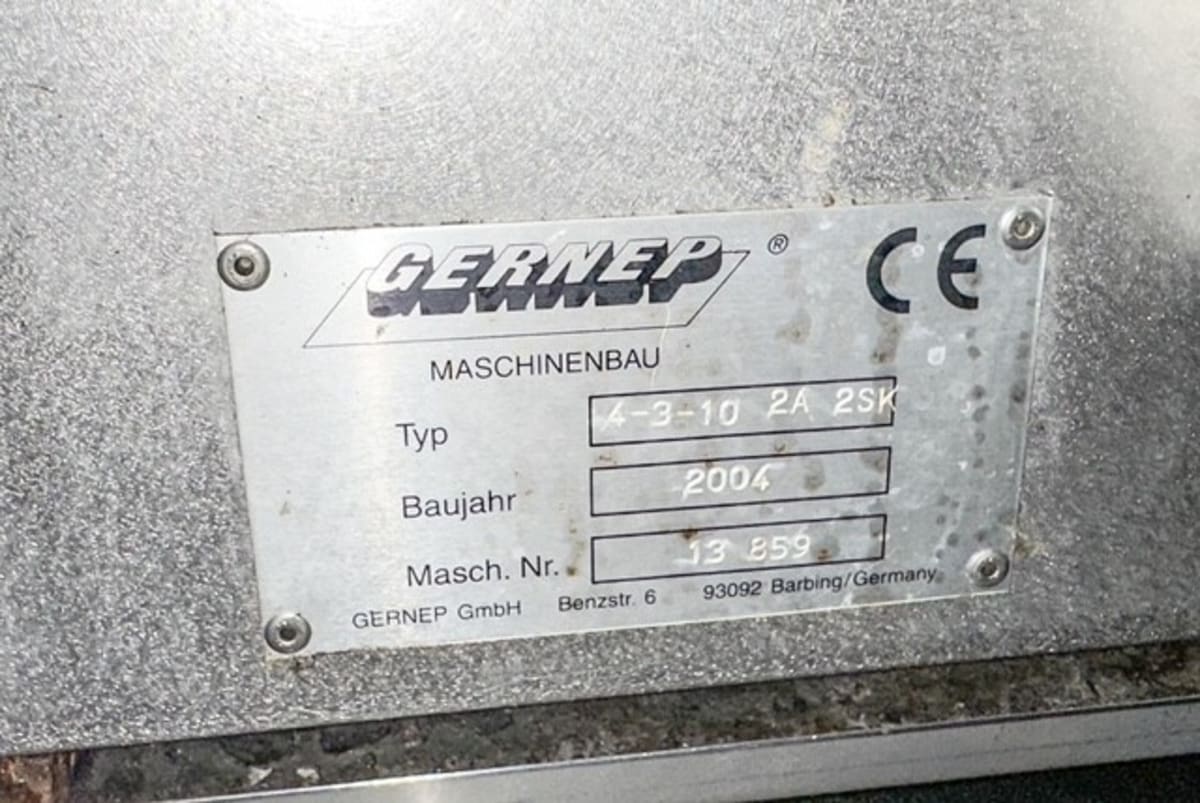 GERNEP ® CE
MASCHINENBAU
Typ 4-3-10 2A 2SK
Baujahr 2004
Masch. Nr. 13 859
GERNEP GmbH Benzstr. 6 93092 Barbing/Germany